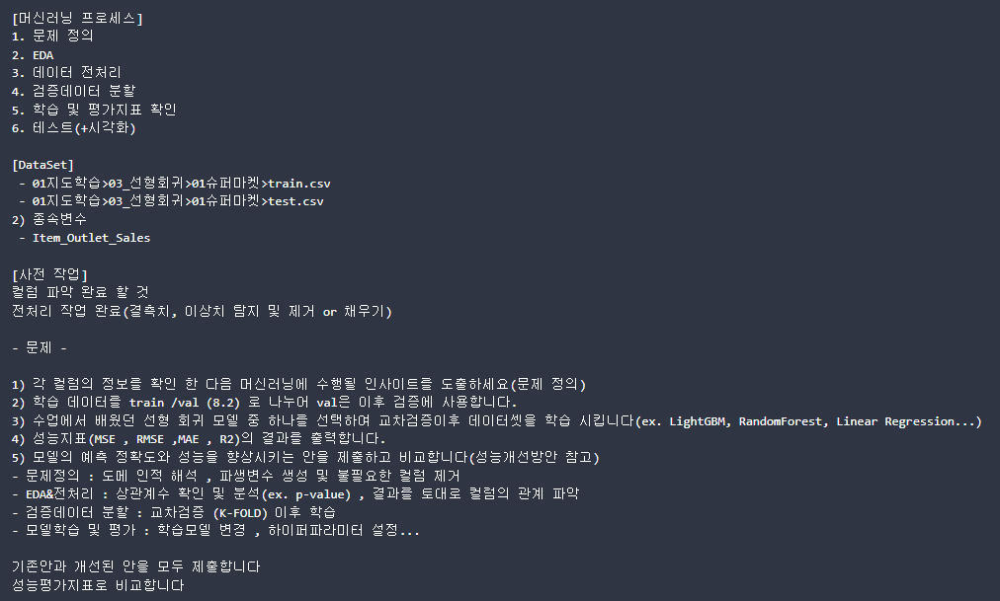 [머신러닝 프로세스]
1. 문제 정의
2. EDA
3. 데이터 전처리
4. 검증데이터 분할
5. 학습 및 평가지표 확인
6. 테스트(+시각화)

[DataSet]
- 01지도학습>03_선형회귀>01슈퍼마켓>train.csv
- 01지도학습>03_선형회귀>01슈퍼마켓>test.csv
2) 종속변수
- Item_Outlet_Sales

[사전 작업]
컬럼 파악 완료 할 것
전처리 작업 완료(결측치, 이상치 탐지 및 제거 or 채우기)

- 문제 -

1) 각 컬럼의 정보를 확인 한 다음 머신러닝에 수행될 인사이트를 도출하세요(문제 정의)
2) 학습 데이터를 train /val (8.2) 로 나누어 val은 이후 검증에 사용합니다.
3) 수업에서 배웠던 선형 회귀 모델 중 하나를 선택하여 교차검증이후 데이터셋을 학습 시킵니다(ex. LightGBM, RandomForest, Linear Regression...)
4) 성능지표(MSE , RMSE ,MAE , R2)의 결과를 출력합니다.
5) 모델의 예측 정확도와 성능을 향상시키는 안을 제출하고 비교합니다(성능개선방안 참고)
- 문제정의 : 도메 인적 해석 , 파생변수 생성 및 불필요한 컬럼 제거
- EDA&전처리 : 상관계수 확인 및 분석(ex. p-value) , 결과를 토대로 컬럼의 관계 파악
- 검증데이터 분할 : 교차검증 (K-FOLD) 이후 학습
- 모델학습 및 평가 : 학습모델 변경 , 하이퍼파라미터 설정...

기존안과 개선된 안을 모두 제출합니다
성능평가지표로 비교합니다